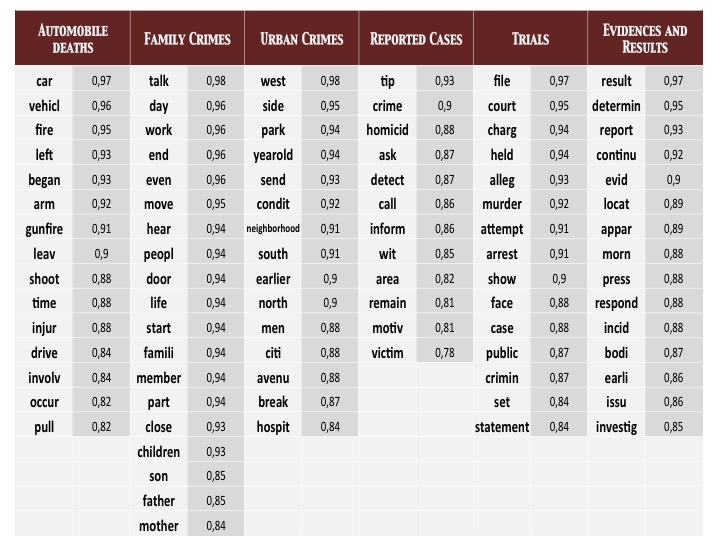 AUTOMOBILE DEATHS FAMILY CRIMES URBAN CRIMES REPORTED CASES TRIALS EVIDENCES AND RESULTS
car 0,97 talk 0,98 west 0,98 tip 0,93 file 0,97 result 0,97
vehicl 0,96 day 0,96 side 0,95 crime 0,9 court 0,95 determin 0,95
fire 0,95 work 0,96 park 0,94 homicid 0,88 charg 0,94 report 0,93
left 0,93 end 0,96 yearold 0,94 ask 0,87 held 0,94 continu 0,92
began 0,93 even 0,96 send 0,93 detect 0,87 alleg 0,93 evid 0,9
arm 0,92 move 0,95 condit 0,92 call 0,86 murder 0,92 locat 0,89
gunfire 0,91 hear 0,94 neighborhood 0,91 inform 0,86 attempt 0,91 appar 0,89
leav 0,9 peopl 0,94 south 0,91 wit 0,85 arrest 0,91 morn 0,88
shoot 0,88 door 0,94 earlier 0,9 area 0,82 show 0,9 press 0,88
time 0,88 life 0,94 north 0,9 remain 0,81 face 0,88 respond 0,88
injur 0,88 start 0,94 men 0,88 motiv 0,81 case 0,88 incid 0,88
drive 0,84 famili 0,94 citi 0,88 victim 0,78 public 0,87 bodi 0,87
involv 0,84 member 0,94 avenu 0,88 crimin 0,87 earli 0,86
occur 0,82 part 0,94 break 0,87 set 0,84 issu 0,86
pull 0,82 close 0,93 hospit 0,84 statement 0,84 investig 0,85
children 0,93
son 0,85
father 0,85
mother 0,84